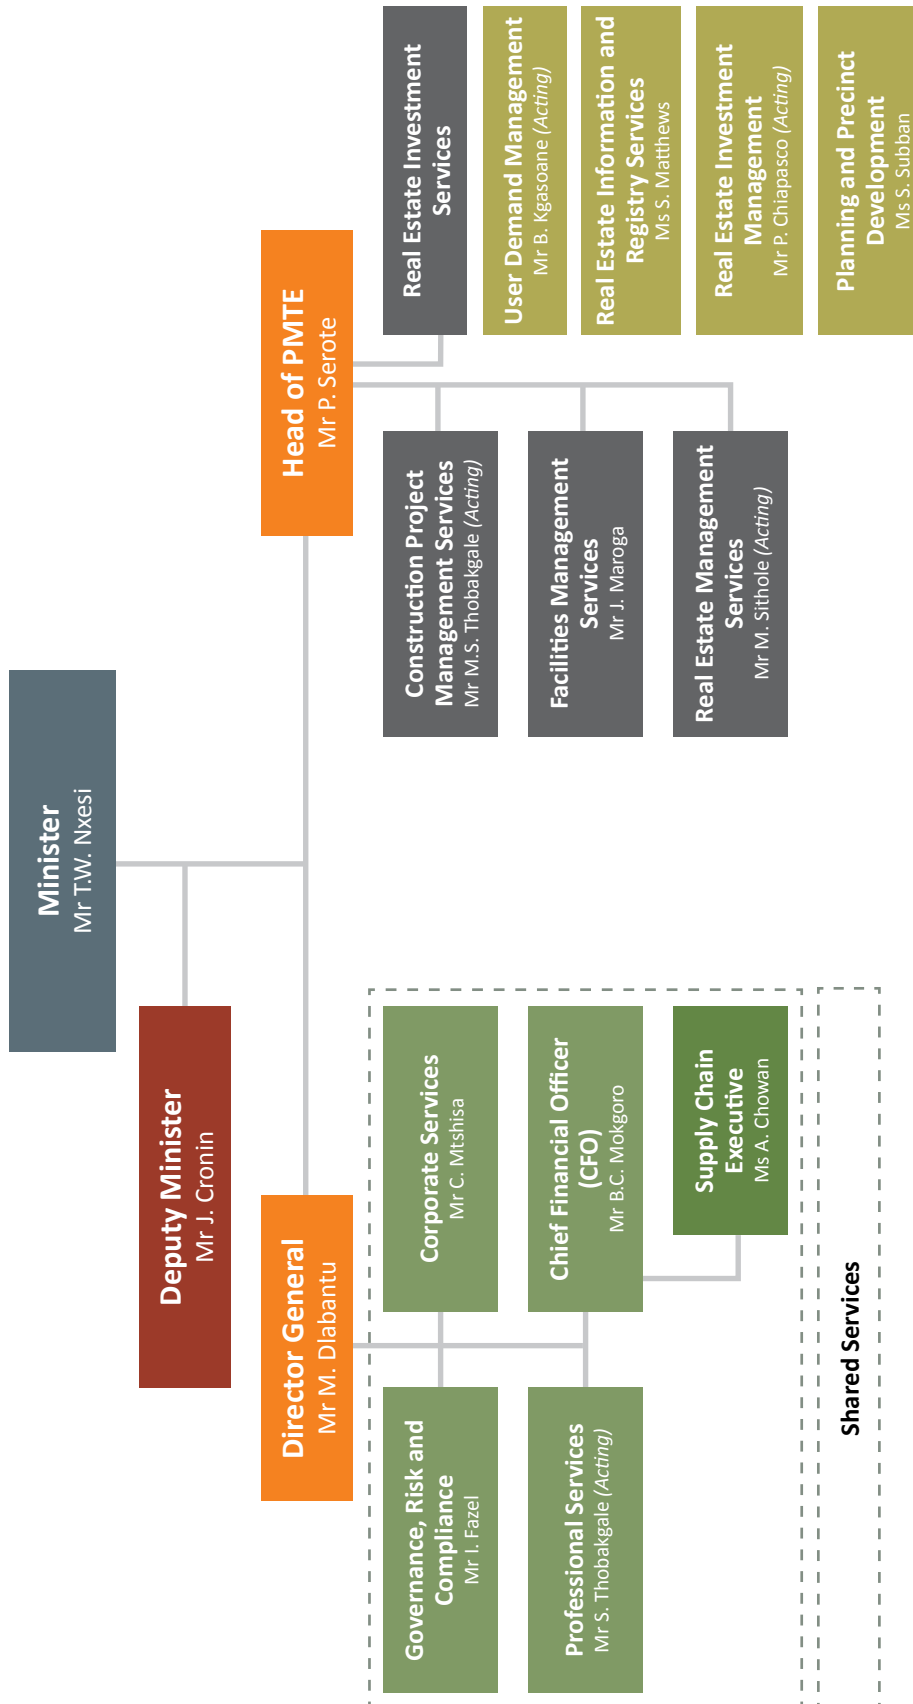 Minister
Mr T.W. Nxesi
Deputy Minister
Mr J. Cronin
Director General
Mr M. Dlabantu
Head of PMTE
Mr P. Serote
Governance, Risk and
Compliance
Mr I. Fazel
Corporate Services
Mr C. Mtshisa
Professional Services
Mr S. Thobakgale (Acting)
Chief Financial Officer
(CFO)
Mr B.C. Mokgoro
Supply Chain
Executive
Ms A. Chowan
Shared Services
Construction Project
Management Services
Mr M.S. Thobakgale (Acting)
Facilities Management
Services
Mr J. Maroga
Real Estate Management
Services
Mr M. Sithole (Acting)
Real Estate Investment
Services
User Demand Management
Mr B. Kgasoane (Acting)
Real Estate Information and
Registry Services
Ms S. Matthews
Real Estate Investment
Management
Mr P. Chiapasco (Acting)
Planning and Precinct
Development
Ms S. Subban